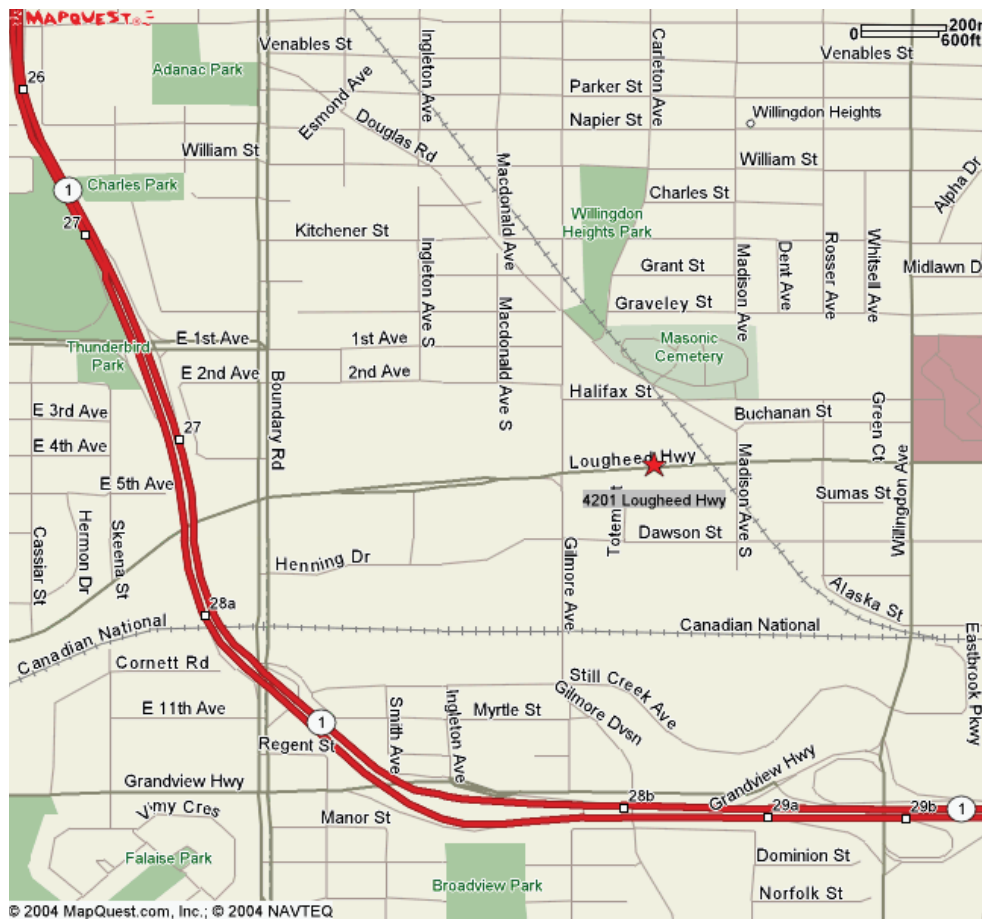 MAPQUEST
0
200m
600ft
26
Adanac Park
Venables St
Ingleton Ave
Carleton Ave
Venables St
Esmond Ave
Parker St
Napier St
Willingdon Heights
Douglas Rd
William St
Macdonald Ave
William St
1
Charles Park
Charles St
Alpha Dr
27
Willingdon
Heights Park
Kitchener St
Ingleton Ave S
Grant St
Madison Ave
Dent Ave
Rosser Ave
Whitsell Ave
Midlawn D
Graveley St
Macdonald Ave S
E 1st Ave
1st Ave
Thunderbird
Park
Masonic
Cemetery
E 2nd Ave
2nd Ave
Boundary Rd
Halifax St
E 3rd Ave
Buchanan St
Green Ct
27
E 4th Ave
Lougheed Hwy
Madison Ave S
Willingdon Ave
E 5th Ave
4201 Lougheed Hwy
Sumas St
Cassiar St
Hermon Dr
Skeena St
Dawson St
Gilmore Ave
Henning Dr
Alaska St
28a
Canadian National
Canadian National
Eastbrook Pkwy
Cornett Rd
Still Creek Ave
Gilmore Dvsn
E 11th Ave
Smith Ave
Ingleton Ave
Myrtle St
1
Regent St
Grandview Hwy
Grandview Hwy
28b
29a
29b
1
Vimy Cres
Manor St
Falaise Park
Broadview Park
Dominion St
Norfolk St
© 2004 MapQuest.com, Inc.; © 2004 NAVTEQ